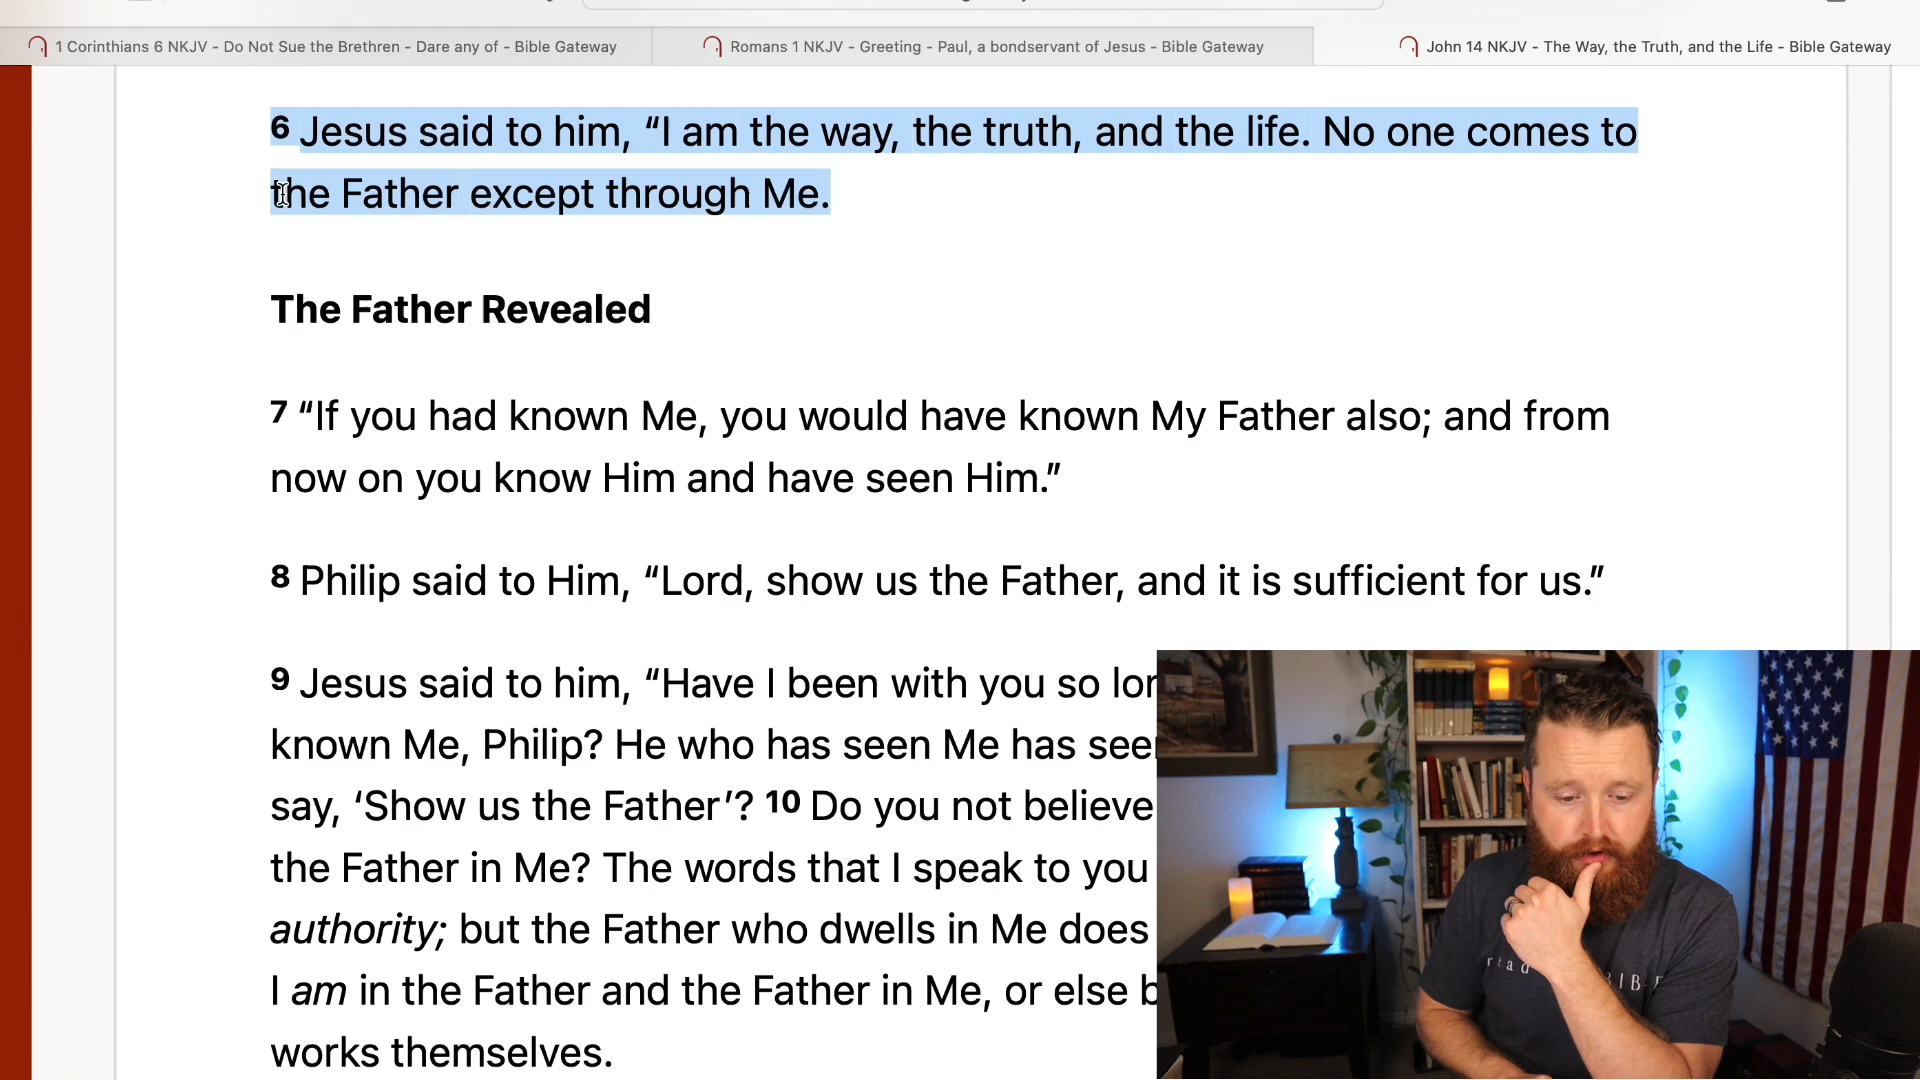 1 Corinthians 6 NKJV - Do Not Sue the Brethren - Dare any of - Bible Gateway
Romans 1 NKJV - Greeting - Paul, a bondservant of Jesus - Bible Gateway
John 14 NKJV - The Way, the Truth, and the Life - Bible Gateway
6 Jesus said to him, “I am the way, the truth, and the life. No one comes to
the Father except through Me.
The Father Revealed
7 “If you had known Me, you would have known My Father also; and from
now on you know Him and have seen Him.”
8 Philip said to Him, “Lord, show us the Father, and it is sufficient for us.”
9 Jesus said to him, “Have I been with you so
known Me, Philip? He who has seen Me has
say, ‘Show us the Father’? 10 Do you not believe
the Father in Me? The words that I speak to you
authority; but the Father who dwells in Me does
I am in the Father and the Father in Me, or else
works themselves.
read